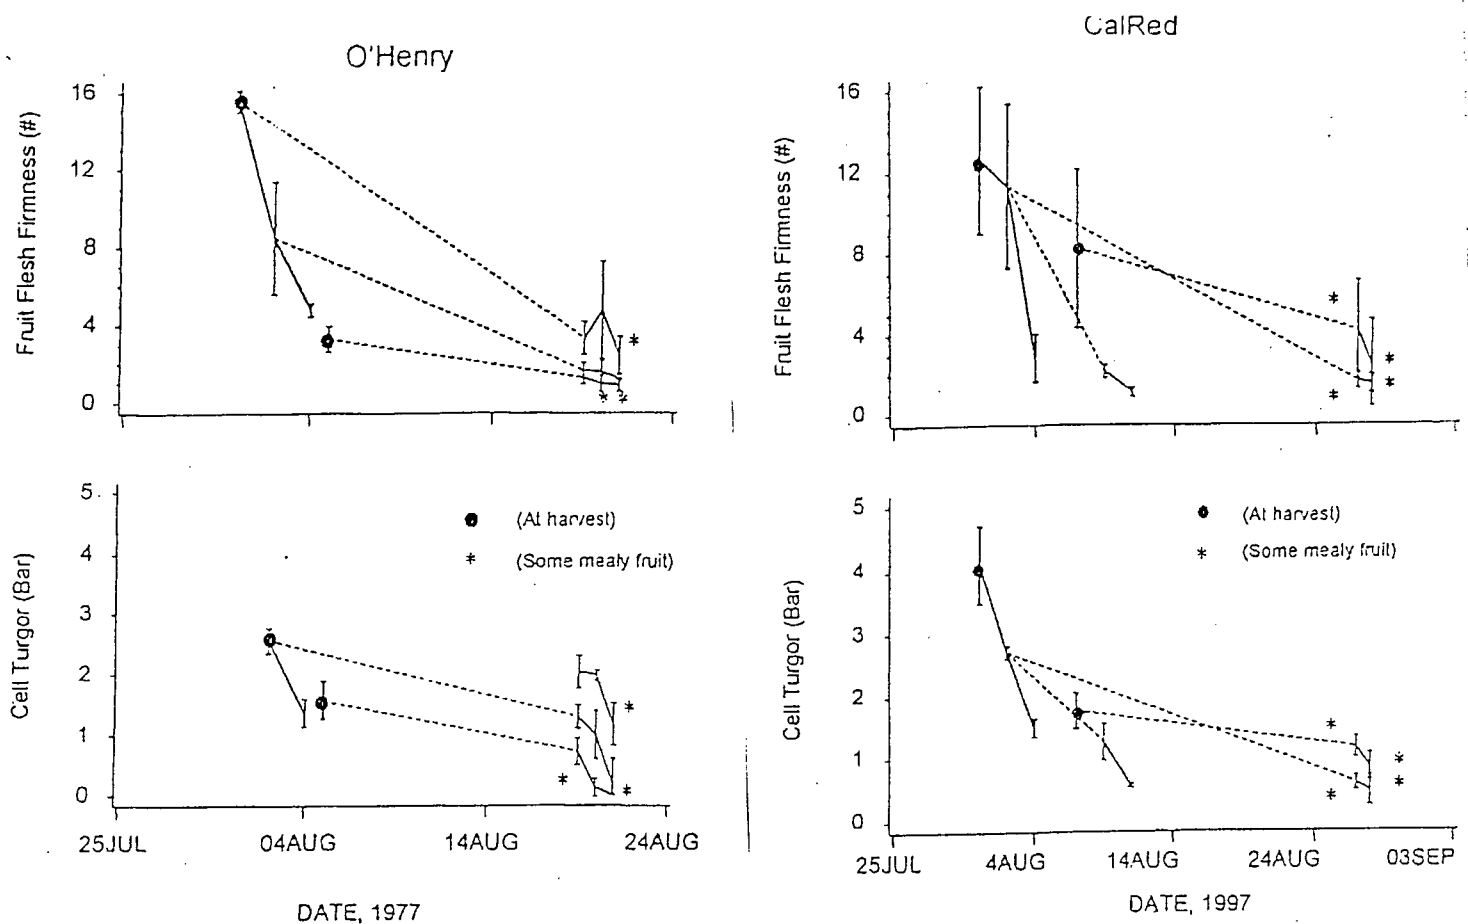 O'Henry
CalRed
Fruit Flesh Firmness (#)
16
12
8
4
0
Fruit Flesh Firmness (#)
16
12
8
4
0
* 
* *
*
*
*
*
Cell Turgor (Bar)
5
4
3
2
1
0
(At harvest)
* (Some mealy fruit)
*
*
*
25JUL 04AUG 14AUG 24AUG
DATE, 1977
Cell Turgor (Bar)
5
4
3
2
1
0
(At harvest)
* (Some mealy fruit)
*
*
*
*
25JUL 4AUG 14AUG 24AUG 03SEP
DATE, 1997